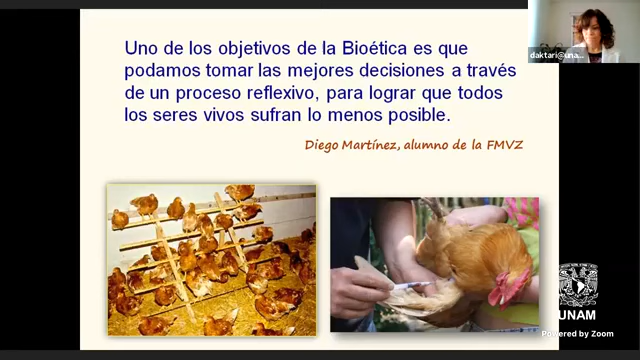 Uno de los objetivos de la Bioética es que
podamos tomar las mejores decisiones a través
de un proceso reflexivo, para lograr que todos
los seres vivos sufran lo menos posible.
Diego Martínez, alumno de la FMVZ
daktari@una...
UNAM
Powered by Zoom